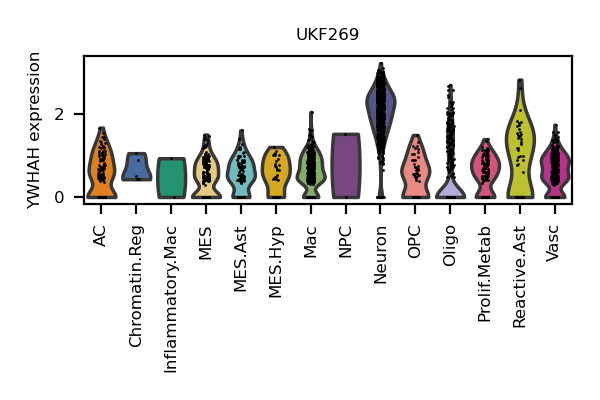 UKF269
YWHAH expression
2
0
AC
Chromatin.Reg
Inflammatory.Mac
MES
MES.Ast
MES.Hyp
Mac
NPC
Neuron
OPC
Oligo
Prolif.Metab
Reactive.Ast
Vasc